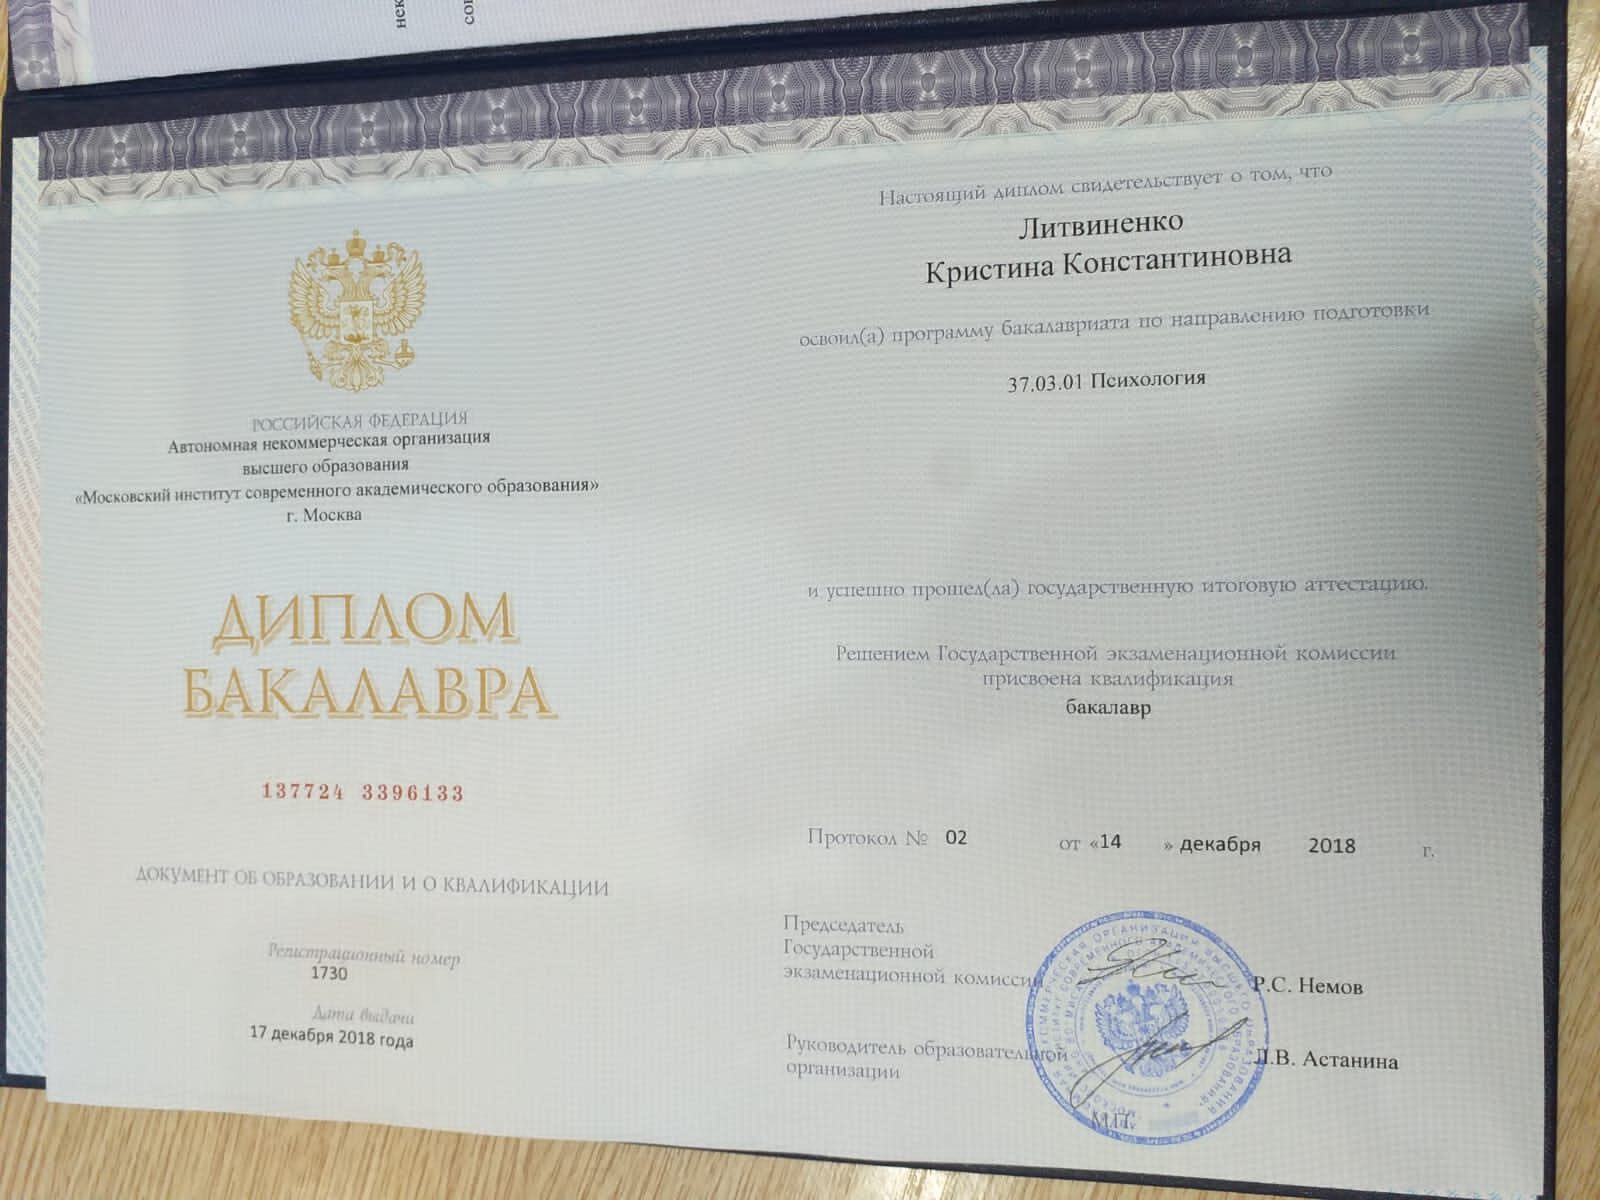 РОССИЙСКАЯ ФЕДЕРАЦИЯ
Автономная некоммерческая организация
высшего образования
«Московский институт современного академического образования»
г. Москва
ДИПЛОМ
БАКАЛАВРА
137724 3396133
ДОКУМЕНТ ОБ ОБРАЗОВАНИИ И О КВАЛИФИКАЦИИ
Регистрационный номер
1730
Дата выдачи
17 декабря 2018 года
Настоящий диплом свидетельствует о том, что
Литвиненко
Кристина Константиновна
освоил(а) программу бакалавриата по направлению подготовки
37.03.01 Психология
и успешно прошел(ла) государственную итоговую аттестацию.
Решением Государственной экзаменационной комиссии
присвоена квалификация
бакалавр
Протокол № 02 от «14 » декабря 2018 г.
Председатель
Государственной
экзаменационной комиссии
Р.С. Немов
Руководитель образовательной
организации
Л.В. Астанина
М.П.